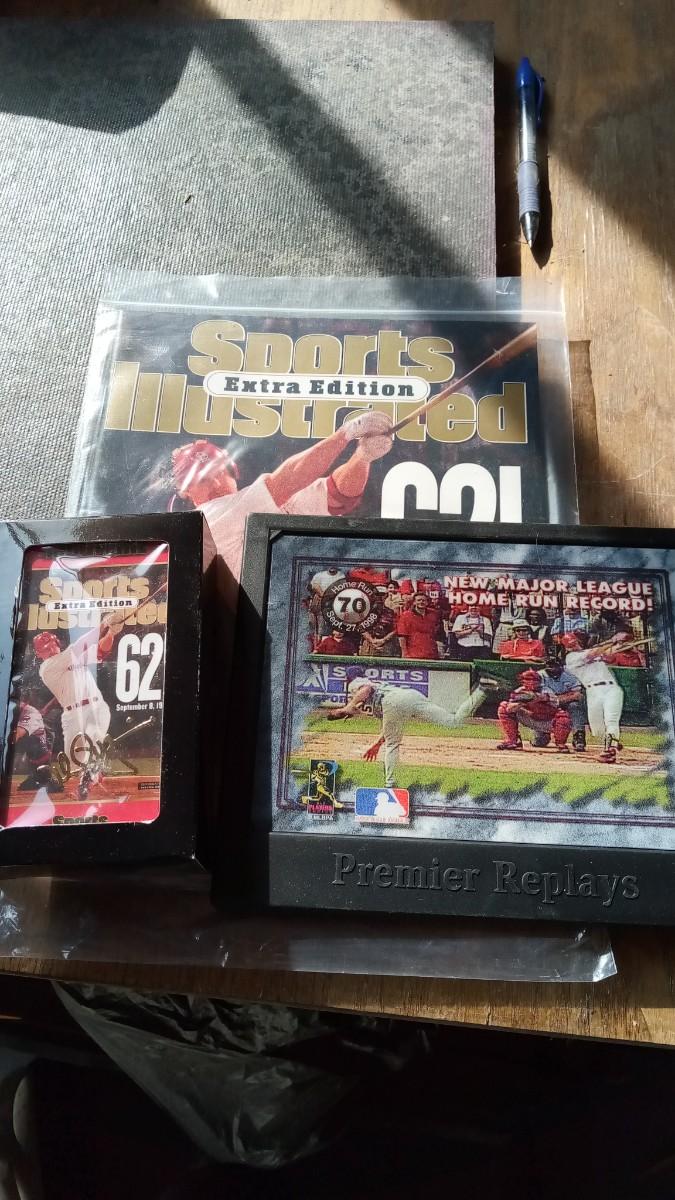 Sports
Extra Edition
Illustrated
62!
Sports
Extra Edition
Illustrated
62
September 8, 19
Sports
Home Run
70
Sept. 27, 1998
NEW MAJOR LEAGUE
HOME RUN RECORD!
SPORTS
Premier Replays